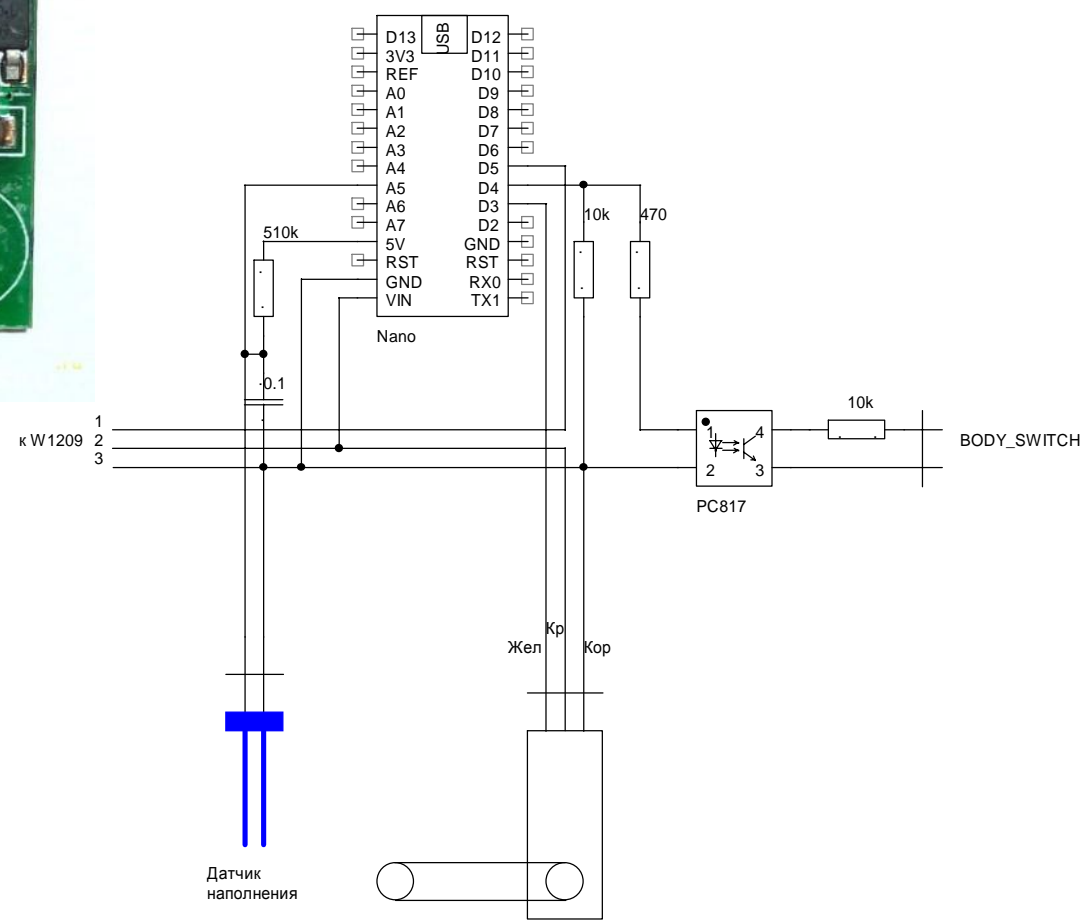 USB
D13 D12
3V3 D11
REF D10
A0 D9
A1 D8
A2 D7
A3 D6
A4 D5
A5 D4
A6 D3
A7 D2
5V GND
RST RST
GND RX0
VIN TX1
Nano
510k
10k
470
0.1
1
к W1209 2
3
10k
1 4
2 3
BODY_SWITCH
PC817
Кр
Жел Кор
Датчик
наполнения